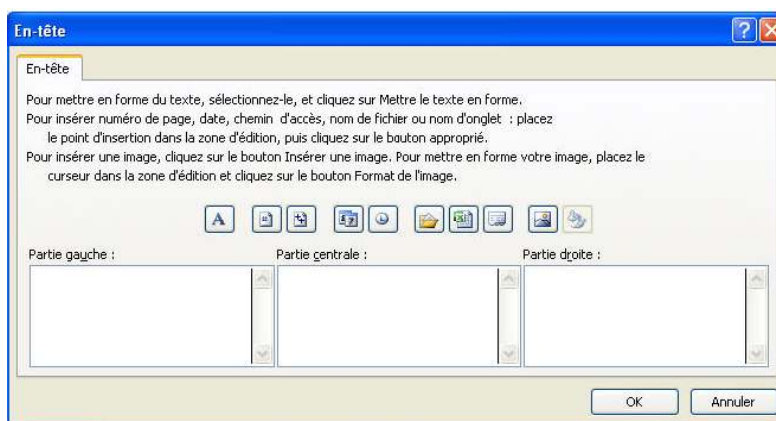 En-tête
En-tête
Pour mettre en forme du texte, sélectionnez-le, et cliquez sur Mettre le texte en forme.
Pour insérer numéro de page, date, chemin d'accès, nom de fichier ou nom d'onglet : placez
le point d'insertion dans la zone d'édition, puis cliquez sur le bouton approprié.
Pour insérer une image, cliquez sur le bouton Insérer une image. Pour mettre en forme votre image, placez le
curseur dans la zone d'édition et cliquez sur le bouton Format de l'image.
A
Partie gauche : Partie centrale : Partie droite :
OK Annuler